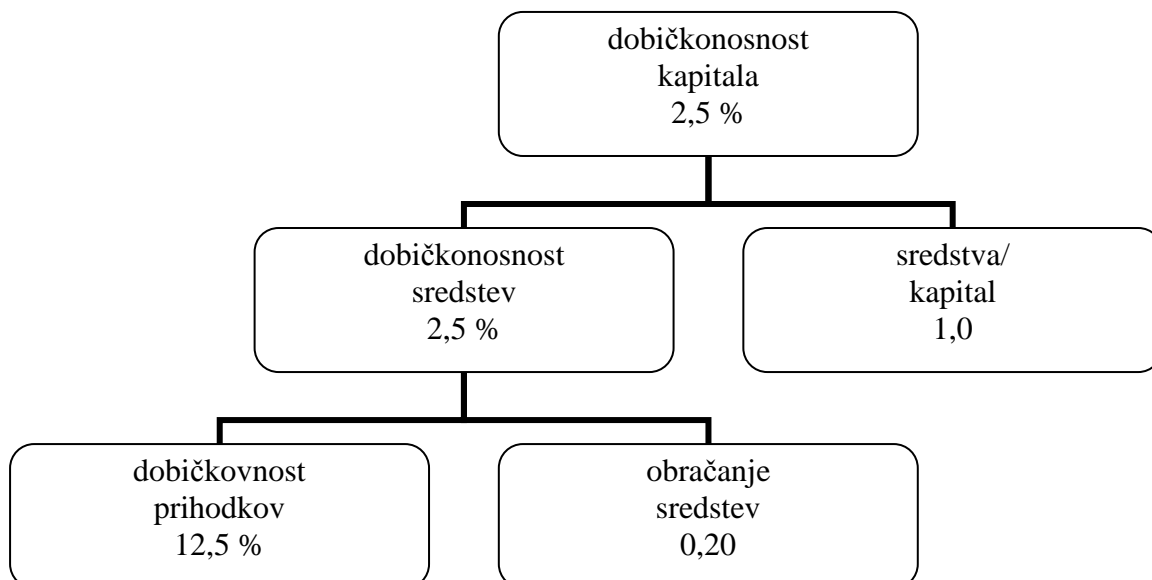 dobičkonosnost
kapitala
2,5 %
dobičkonosnost
sredstev
2,5 %
sredstva/
kapital
1,0
dobičkovnost
prihodkov
12,5 %
obračanje
sredstev
0,20